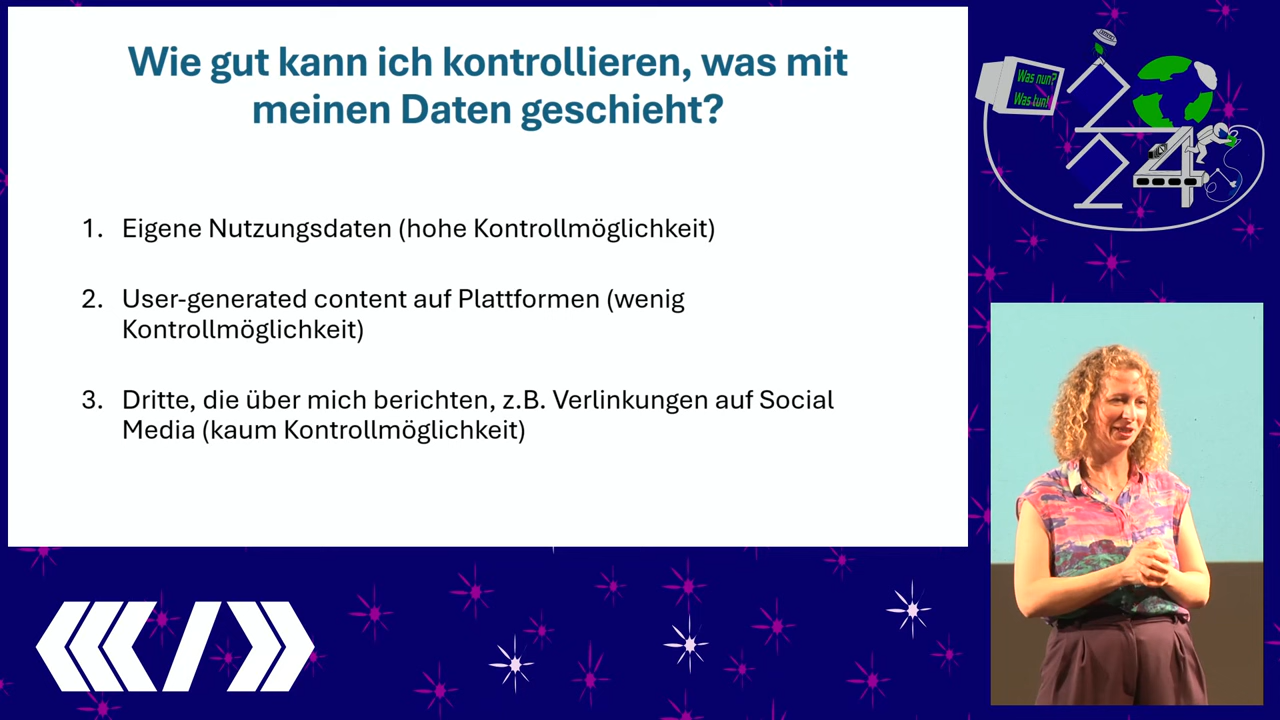 Wie gut kann ich kontrollieren, was mit
meinen Daten geschieht?
1. Eigene Nutzungsdaten (hohe Kontrollmöglichkeit)
2. User-generated content auf Plattformen (wenig
Kontrollmöglichkeit)
3. Dritte, die über mich berichten, z.B. Verlinkungen auf Social
Media (kaum Kontrollmöglichkeit)
Was nun?
Was tun!
224